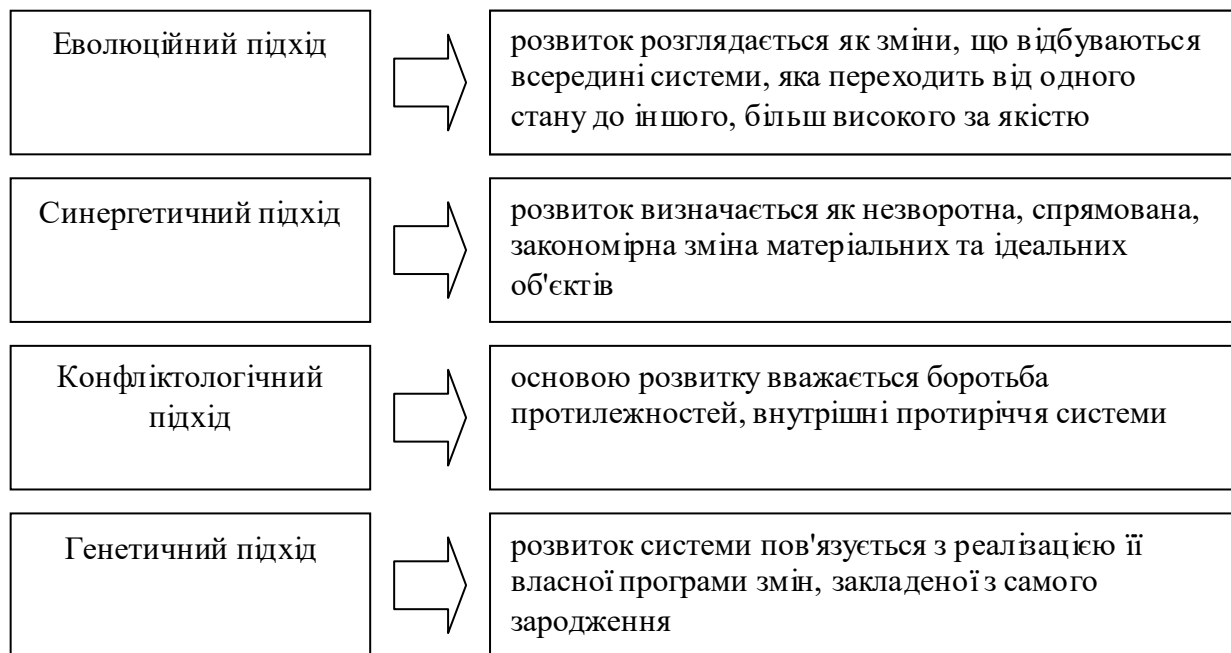 Еволюційний підхід
розвиток розглядається як зміни, що відбуваються
всередині системи, яка переходить від одного
стану до іншого, більш високого за якістю
Синергетичний підхід
розвиток визначається як незворотна, спрямована,
закономірна зміна матеріальних та ідеальних
об'єктів
Конфліктологічний
підхід
основою розвитку вважається боротьба
протилежностей, внутрішні протиріччя системи
Генетичний підхід
розвиток системи пов'язується з реалізацією її
власної програми змін, закладеної з самого
зародження